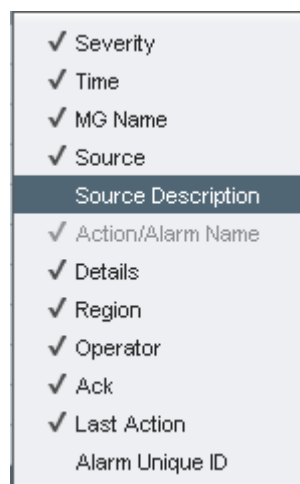 Severity
Time
MG Name
Source
Source Description
Action/Alarm Name
Details
Region
Operator
Ack
Last Action
Alarm Unique ID